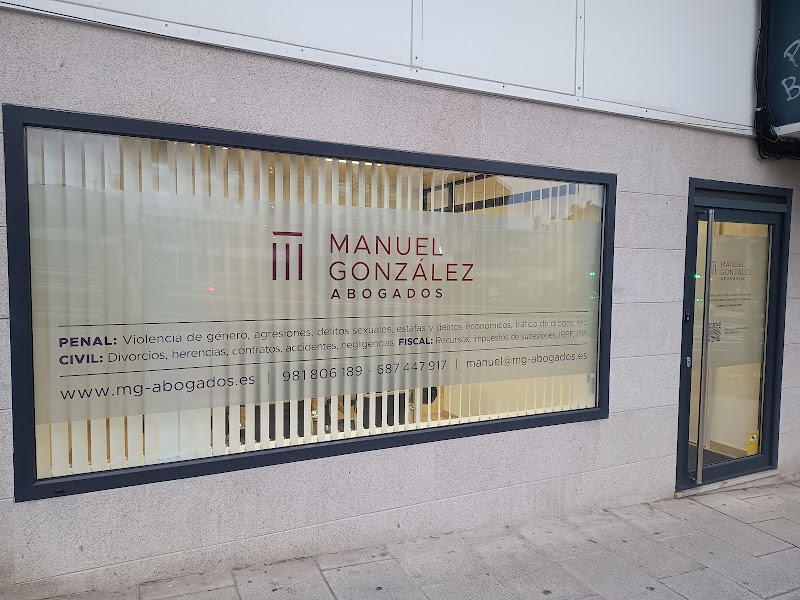 MANUEL
GONZÁLEZ
ABOGADOS
PENAL: Violencia de género, agresiones, delitos sexuales, estafas y delitos económicos, tráfico de drogas, etc.
CIVIL: Divorcios, herencias, contratos, accidentes, negligencias. FISCAL: Recursos, impuestos de sucesiones, IRPF, ITP.
www.mg-abogados.es | 981 806 189 - 687 447 917 | manuel@mg-abogados.es
MANUEL
GONZÁLEZ
ABOGADOS